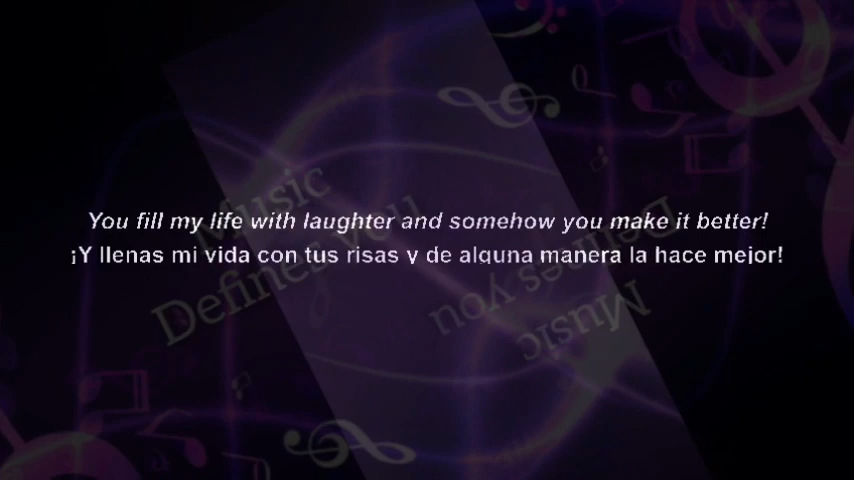 You fill my life with laughter and somehow you make it better!
¡Y llenas mi vida con tus risas y de alguna manera la hace mejor!
Music
Defines you
Music
Defines you